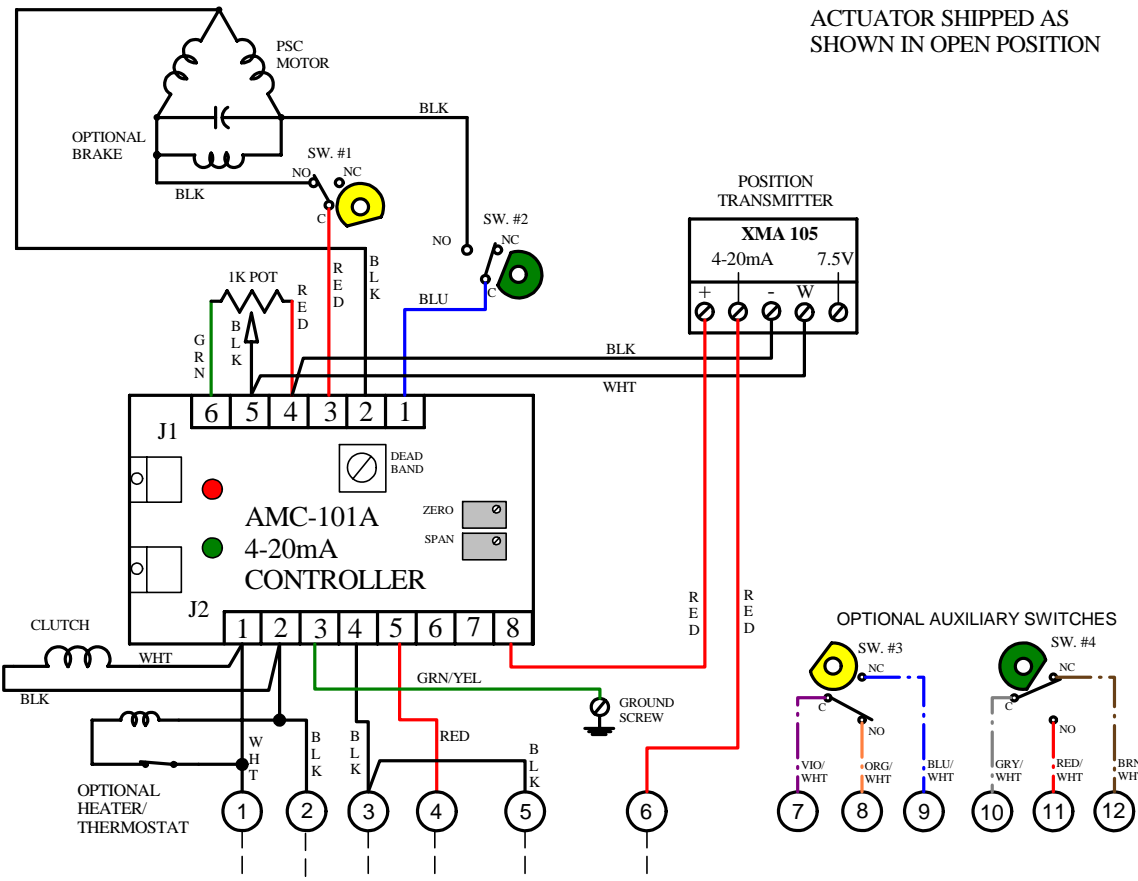 ACTUATOR SHIPPED AS
SHOWN IN OPEN POSITION
PSC
MOTOR
OPTIONAL
BRAKE
BLK
SW. #1
NO
NC
C
BLK
SW. #2
NO
NC
C
BLU
RED
BLK
1K POT
GRN
BLK
RED
POSITION
TRANSMITTER
XMA 105
4-20mA
7.5V
+
-
W
BLK
WHT
6 5 4 3 2 1
J1
DEAD
BAND
ZERO
SPAN
AMC-101A
4-20mA
CONTROLLER
J2
1 2 3 4 5 6 7 8
CLUTCH
WHT
BLK
GRN/YEL
GROUND
SCREW
RED
RED
OPTIONAL
HEATER/
THERMOSTAT
WHT
BLK
BLK
RED
BLK
1 2 3 4 5 6
OPTIONAL AUXILIARY SWITCHES
SW. #3
NC
C
NO
SW. #4
NC
C
NO
VIO/
WHT
ORG/
WHT
BLU/
WHT
GRY/
WHT
RED/
WHT
BRN
WH
7 8 9 10 11 12